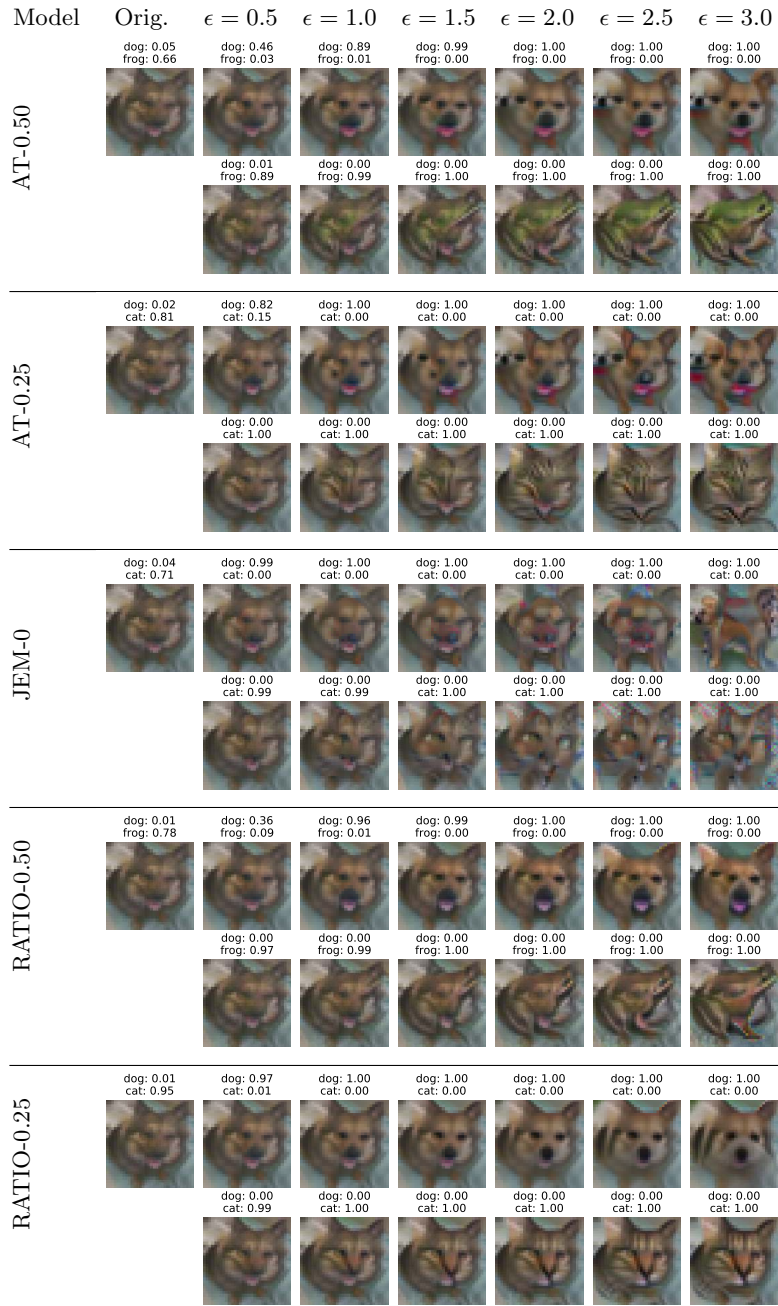 Model Orig. ϵ = 0.5 ϵ = 1.0 ϵ = 1.5 ϵ = 2.0 ϵ = 2.5 ϵ = 3.0
AT-0.50
dog: 0.05 dog: 0.46 dog: 0.89 dog: 0.99 dog: 1.00 dog: 1.00 dog: 1.00
frog: 0.66 frog: 0.03 frog: 0.01 frog: 0.00 frog: 0.00 frog: 0.00 frog: 0.00
dog: 0.01 dog: 0.00 dog: 0.00 dog: 0.00 dog: 0.00 dog: 0.00
frog: 0.89 frog: 0.99 frog: 1.00 frog: 1.00 frog: 1.00 frog: 1.00
AT-0.25
dog: 0.02 dog: 0.82 dog: 1.00 dog: 1.00 dog: 1.00 dog: 1.00 dog: 1.00
cat: 0.81 cat: 0.15 cat: 0.00 cat: 0.00 cat: 0.00 cat: 0.00 cat: 0.00
dog: 0.00 dog: 0.00 dog: 0.00 dog: 0.00 dog: 0.00 dog: 0.00
cat: 1.00 cat: 1.00 cat: 1.00 cat: 1.00 cat: 1.00 cat: 1.00
JEM-0
dog: 0.04 dog: 0.99 dog: 1.00 dog: 1.00 dog: 1.00 dog: 1.00 dog: 1.00
cat: 0.71 cat: 0.00 cat: 0.00 cat: 0.00 cat: 0.00 cat: 0.00 cat: 0.00
dog: 0.00 dog: 0.00 dog: 0.00 dog: 0.00 dog: 0.00 dog: 0.00
cat: 0.99 cat: 0.99 cat: 1.00 cat: 1.00 cat: 1.00 cat: 1.00
RATIO-0.50
dog: 0.01 dog: 0.36 dog: 0.96 dog: 0.99 dog: 1.00 dog: 1.00 dog: 1.00
frog: 0.78 frog: 0.09 frog: 0.01 frog: 0.00 frog: 0.00 frog: 0.00 frog: 0.00
dog: 0.00 dog: 0.00 dog: 0.00 dog: 0.00 dog: 0.00 dog: 0.00
frog: 0.97 frog: 0.99 frog: 1.00 frog: 1.00 frog: 1.00 frog: 1.00
RATIO-0.25
dog: 0.01 dog: 0.97 dog: 1.00 dog: 1.00 dog: 1.00 dog: 1.00 dog: 1.00
cat: 0.95 cat: 0.01 cat: 0.00 cat: 0.00 cat: 0.00 cat: 0.00 cat: 0.00
dog: 0.00 dog: 0.00 dog: 0.00 dog: 0.00 dog: 0.00 dog: 0.00
cat: 0.99 cat: 1.00 cat: 1.00 cat: 1.00 cat: 1.00 cat: 1.00